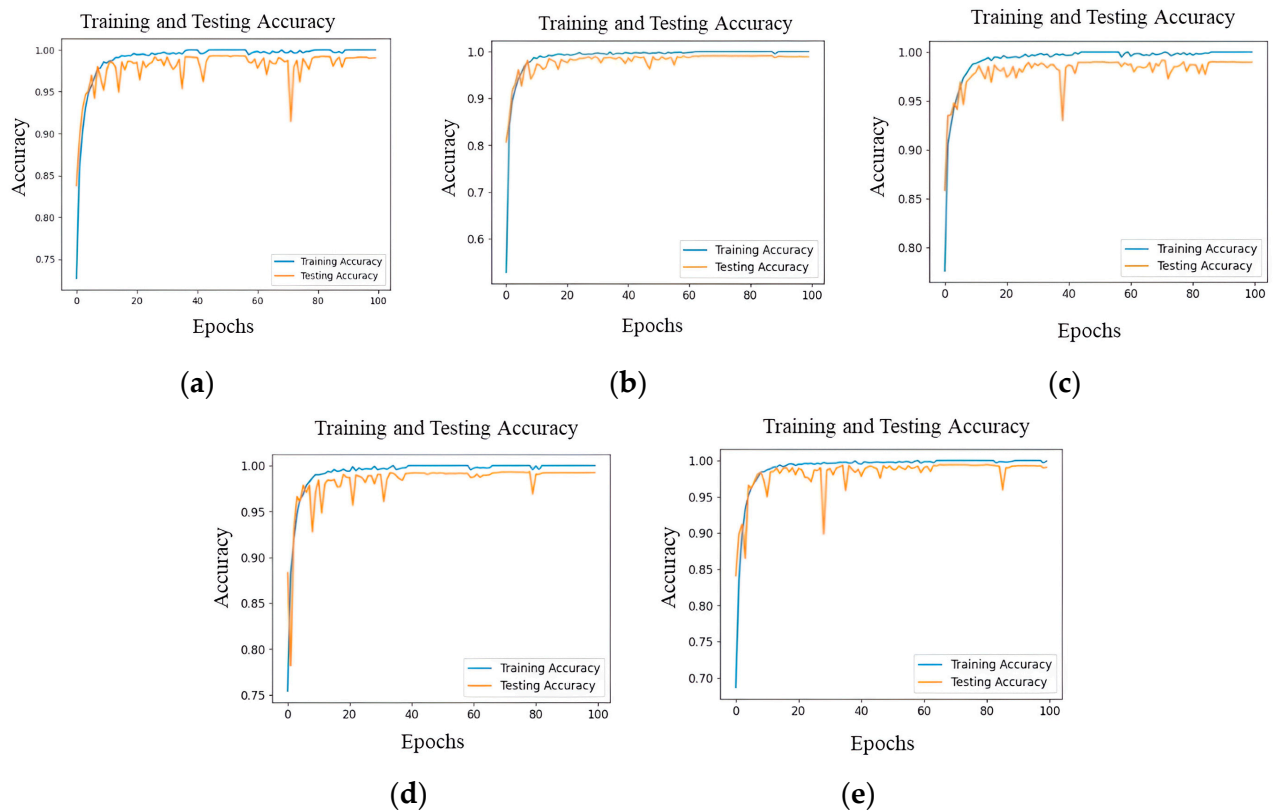 Training and Testing Accuracy
Accuracy
1.00
0.95
0.90
0.85
0.80
0.75
Training Accuracy
Testing Accuracy
0 20 40 60 80 100
Epochs
(a)
Training and Testing Accuracy
Accuracy
1.0
0.9
0.8
0.7
0.6
Training Accuracy
Testing Accuracy
0 20 40 60 80 100
Epochs
(b)
Training and Testing Accuracy
Accuracy
1.00
0.95
0.90
0.85
0.80
Training Accuracy
Testing Accuracy
0 20 40 60 80 100
Epochs
(c)
Training and Testing Accuracy
Accuracy
1.00
0.95
0.90
0.85
0.80
0.75
Training Accuracy
Testing Accuracy
0 20 40 60 80 100
Epochs
(d)
Training and Testing Accuracy
Accuracy
1.00
0.95
0.90
0.85
0.80
0.75
0.70
Training Accuracy
Testing Accuracy
0 20 40 60 80 100
Epochs
(e)